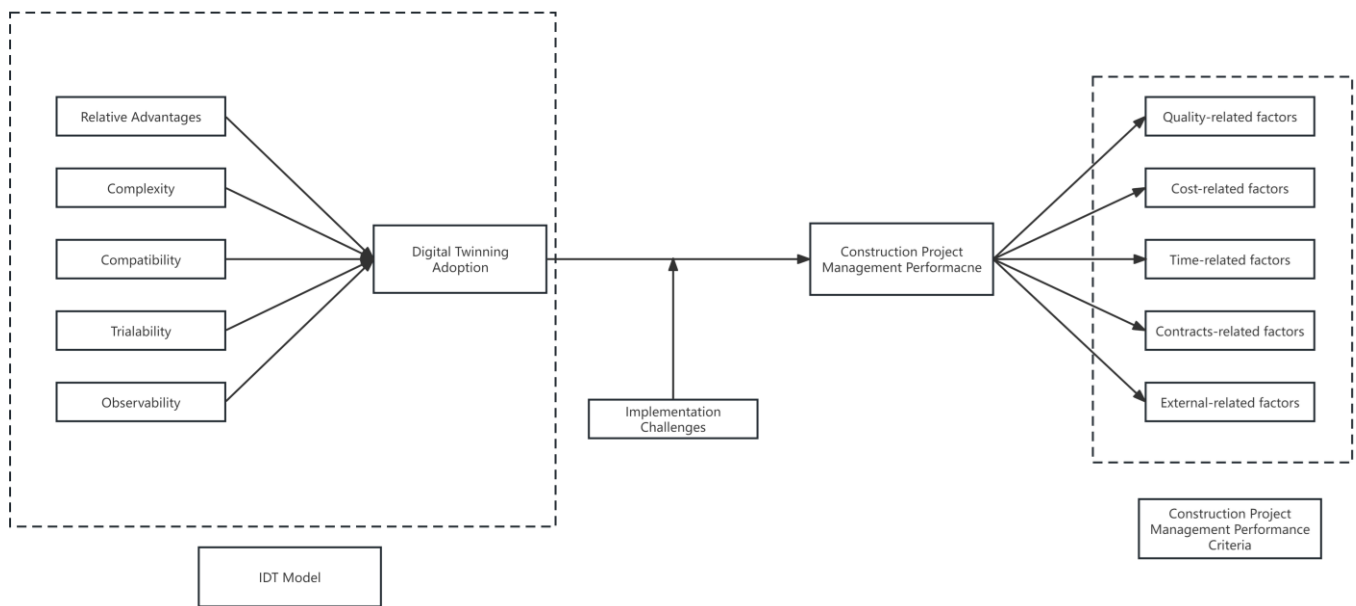 Relative Advantages
Complexity
Compatibility
Trialability
Observability
Digital Twinning
Adoption
Implementation
Challenges
Construction Project
Management Performacne
Quality-related factors
Cost-related factors
Time-related factors
Contracts-related factors
External-related factors
Construction Project
Management Performance
Criteria
IDT Model